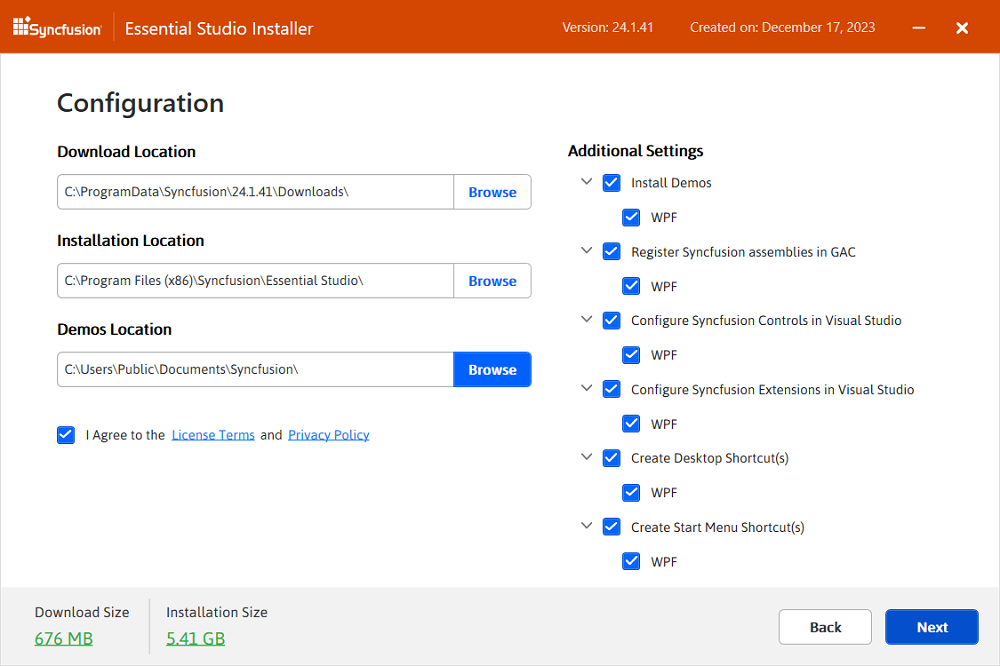 Syncfusion Essential Studio Installer Version: 24.1.41 Created on: December 17, 2023
Configuration
Download Location
C:\ProgramData\Syncfusion\24.1.41\Downloads\ Browse
Installation Location
C:\Program Files (x86)\Syncfusion\Essential Studio\ Browse
Demos Location
C:\Users\Public\Documents\Syncfusion\ Browse
I Agree to the License Terms and Privacy Policy
Additional Settings
Install Demos
WPF
Register Syncfusion assemblies in GAC
WPF
Configure Syncfusion Controls in Visual Studio
WPF
Configure Syncfusion Extensions in Visual Studio
WPF
Create Desktop Shortcut(s)
WPF
Create Start Menu Shortcut(s)
WPF
Download Size
676 MB
Installation Size
5.41 GB
Back Next